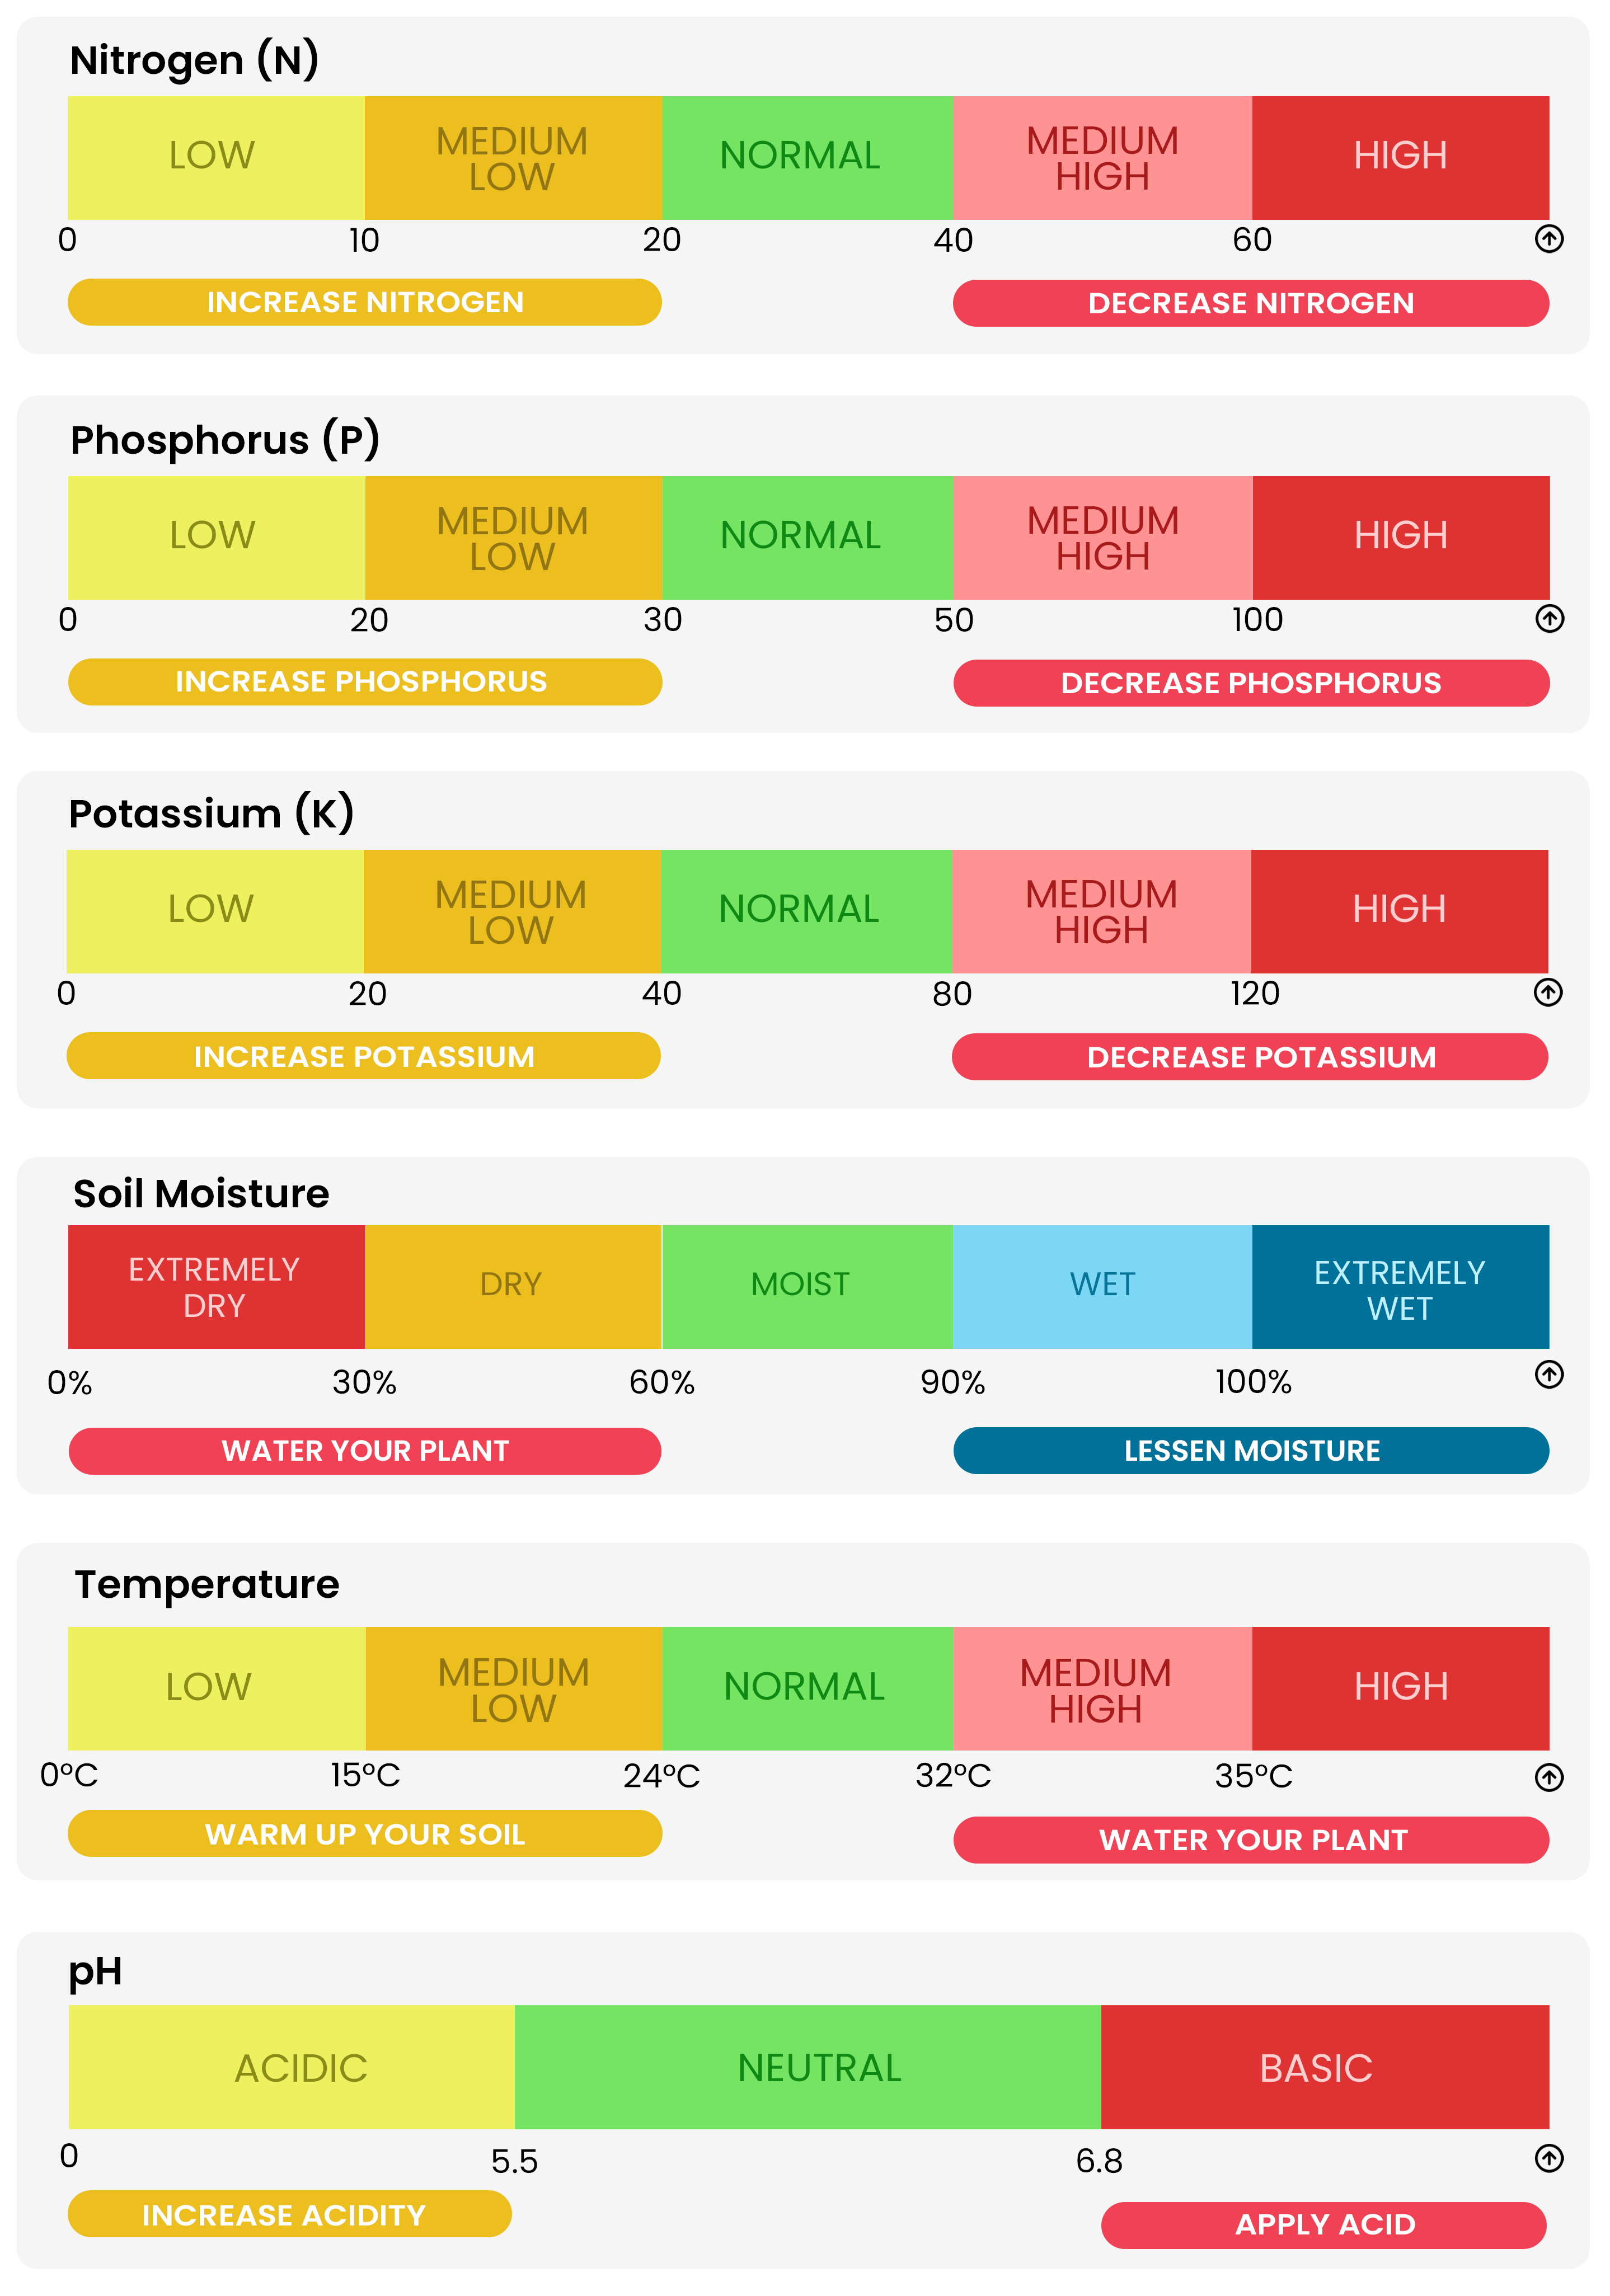 Nitrogen (N)
LOW
MEDIUM
LOW
NORMAL
MEDIUM
HIGH
HIGH
0 10 20 40 60
INCREASE NITROGEN
DECREASE NITROGEN
Phosphorus (P)
LOW
MEDIUM
LOW
NORMAL
MEDIUM
HIGH
HIGH
0 20 30 50 100
INCREASE PHOSPHORUS
DECREASE PHOSPHORUS
Potassium (K)
LOW
MEDIUM
LOW
NORMAL
MEDIUM
HIGH
HIGH
0 20 40 80 120
INCREASE POTASSIUM
DECREASE POTASSIUM
Soil Moisture
EXTREMELY
DRY
DRY
MOIST
WET
EXTREMELY
WET
0% 30% 60% 90% 100%
WATER YOUR PLANT
LESSEN MOISTURE
Temperature
LOW
MEDIUM
LOW
NORMAL
MEDIUM
HIGH
HIGH
0°C 15°C 24°C 32°C 35°C
WARM UP YOUR SOIL
WATER YOUR PLANT
pH
ACIDIC
NEUTRAL
BASIC
0 5.5 6.8
INCREASE ACIDITY
APPLY ACID